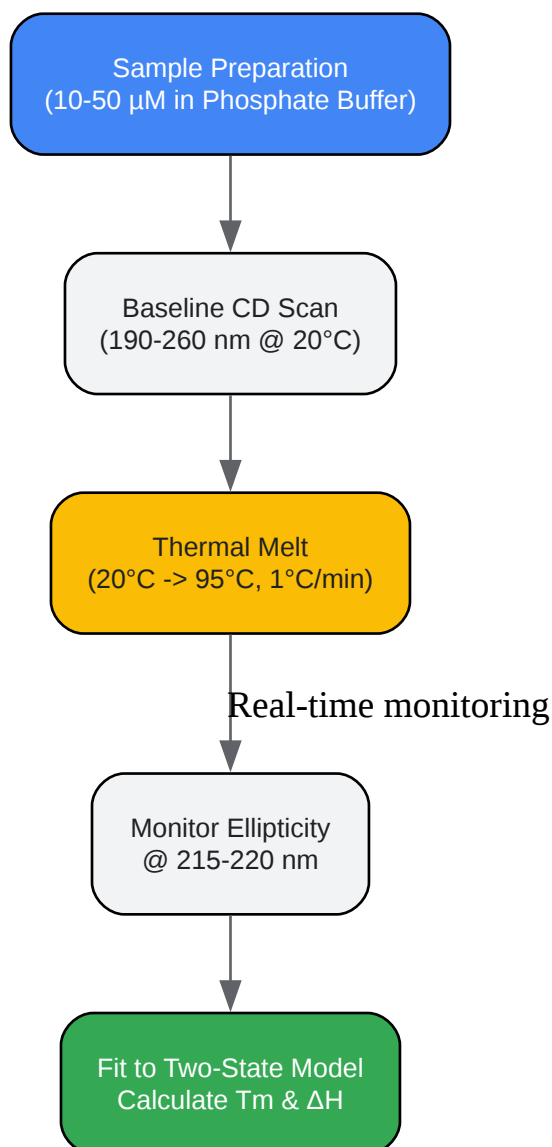 Sample Preparation
(10-50 µM in Phosphate Buffer)
Baseline CD Scan
(190-260 nm @ 20°C)
Thermal Melt
(20°C -> 95°C, 1°C/min)
Real-time monitoring
Monitor Ellipticity
@ 215-220 nm
Fit to Two-State Model
Calculate Tm & ΔH